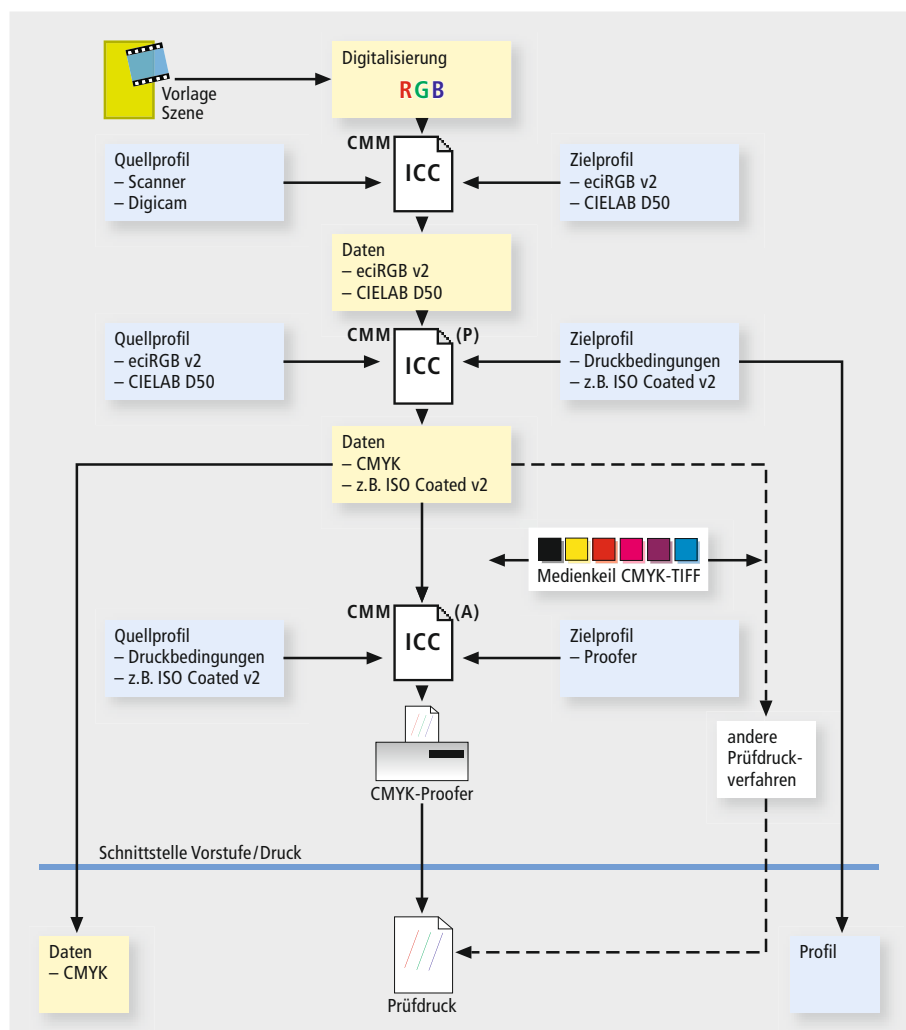 Digitalisierung
RGB
Vorlage
Szene
CMM
ICC
Quellprofil
– Scanner
– Digicam
Zielprofil
– eciRGB v2
– CIELAB D50
Daten
– eciRGB v2
– CIELAB D50
CMM
(P)
ICC
Quellprofil
– eciRGB v2
– CIELAB D50
Zielprofil
– Druckbedingungen
– z.B. ISO Coated v2
Daten
– CMYK
– z.B. ISO Coated v2
Medienkeil CMYK-TIFF
CMM
(A)
ICC
Quellprofil
– Druckbedingungen
– z.B. ISO Coated v2
Zielprofil
– Proofer
andere
Prüfdruck-
verfahren
CMYK-Proofer
Schnittstelle Vorstufe/Druck
Daten
– CMYK
Prüfdruck
Profil